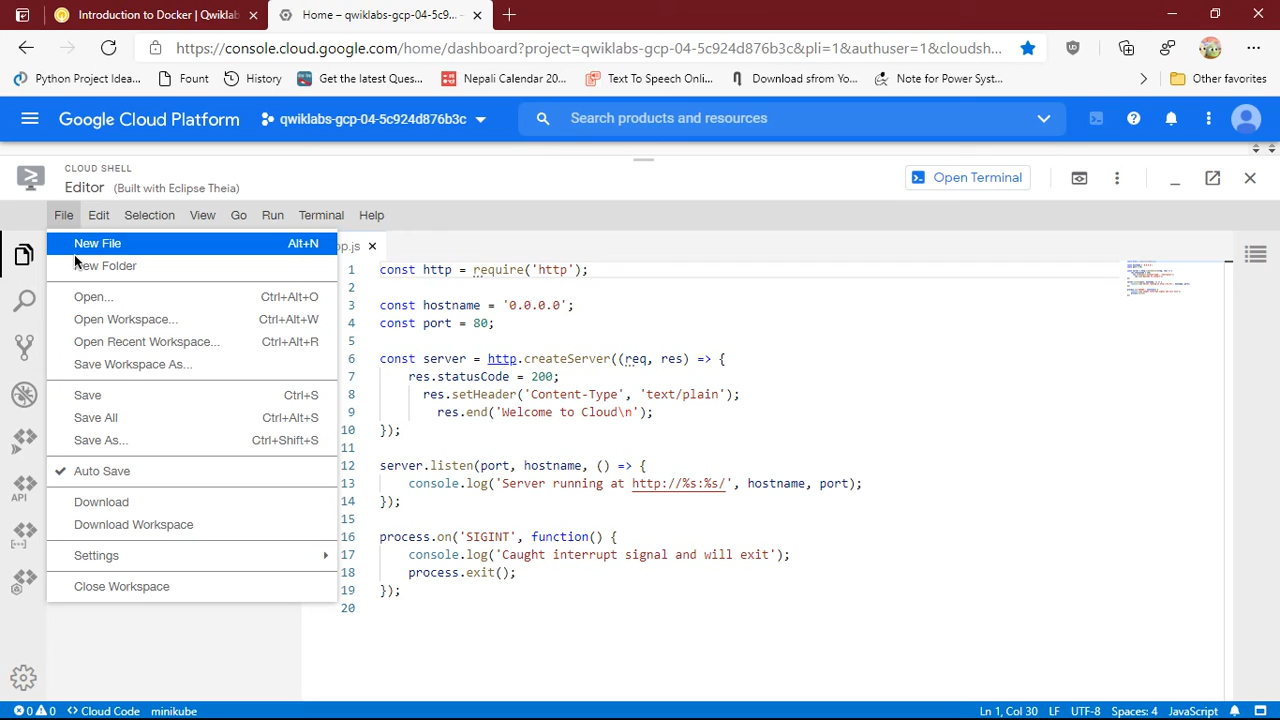 Introduction to Docker | Qwiklab
Home – qwiklabs-gcp-04-5c9...
https://console.cloud.google.com/home/dashboard?project=qwiklabs-gcp-04-5c924d876b3c&pli=1&authuser=1&cloudsh...
Python Project Idea...
Fount
History
Get the latest Ques...
Nepali Calendar 20...
Text To Speech Onli...
Download sfrom Yo...
Note for Power Syst...
Other favorites
Google Cloud Platform
qwiklabs-gcp-04-5c924d876b3c
Search products and resources
CLOUD SHELL
Editor (Built with Eclipse Theia)
Open Terminal
File Edit Selection View Go Run Terminal Help
New File Alt+N
New Folder
Open... Ctrl+Alt+O
Open Workspace... Ctrl+Alt+W
Open Recent Workspace... Ctrl+Alt+R
Save Workspace As...
Save Ctrl+S
Save All Ctrl+Alt+S
Save As... Ctrl+Shift+S
Auto Save
Download
Download Workspace
Settings
Close Workspace
API
pp.js
1 const http = require('http');
2
3 const hostname = '0.0.0.0';
4 const port = 80;
5
6 const server = http.createServer((req, res) => {
7 res.statusCode = 200;
8 res.setHeader('Content-Type', 'text/plain');
9 res.end('Welcome to Cloud\n');
10 });
11
12 server.listen(port, hostname, () => {
13 console.log('Server running at http://%s:%s/', hostname, port);
14 });
15
16 process.on('SIGINT', function() {
17 console.log('Caught interrupt signal and will exit');
18 process.exit();
19 });
20
0 0 Cloud Code minikube
Ln 1, Col 30 LF UTF-8 Spaces: 4 JavaScript